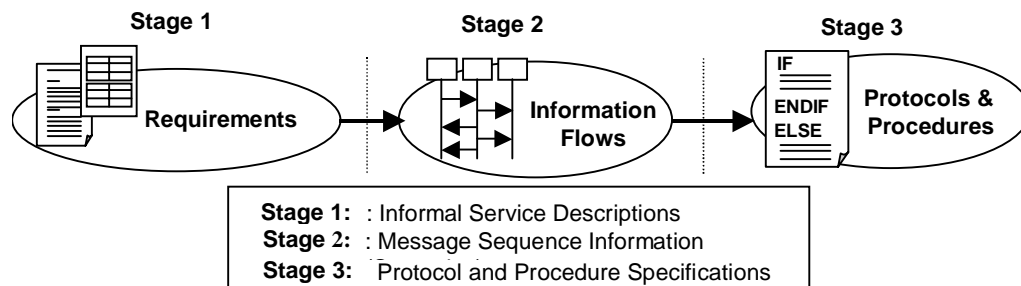 Stage 1
Stage 2
Stage 3
Requirements
Information
Flows
IF
ENDIF
ELSE
Protocols &
Procedures
Stage 1: : Informal Service Descriptions
Stage 2: : Message Sequence Information
Stage 3: Protocol and Procedure Specifications